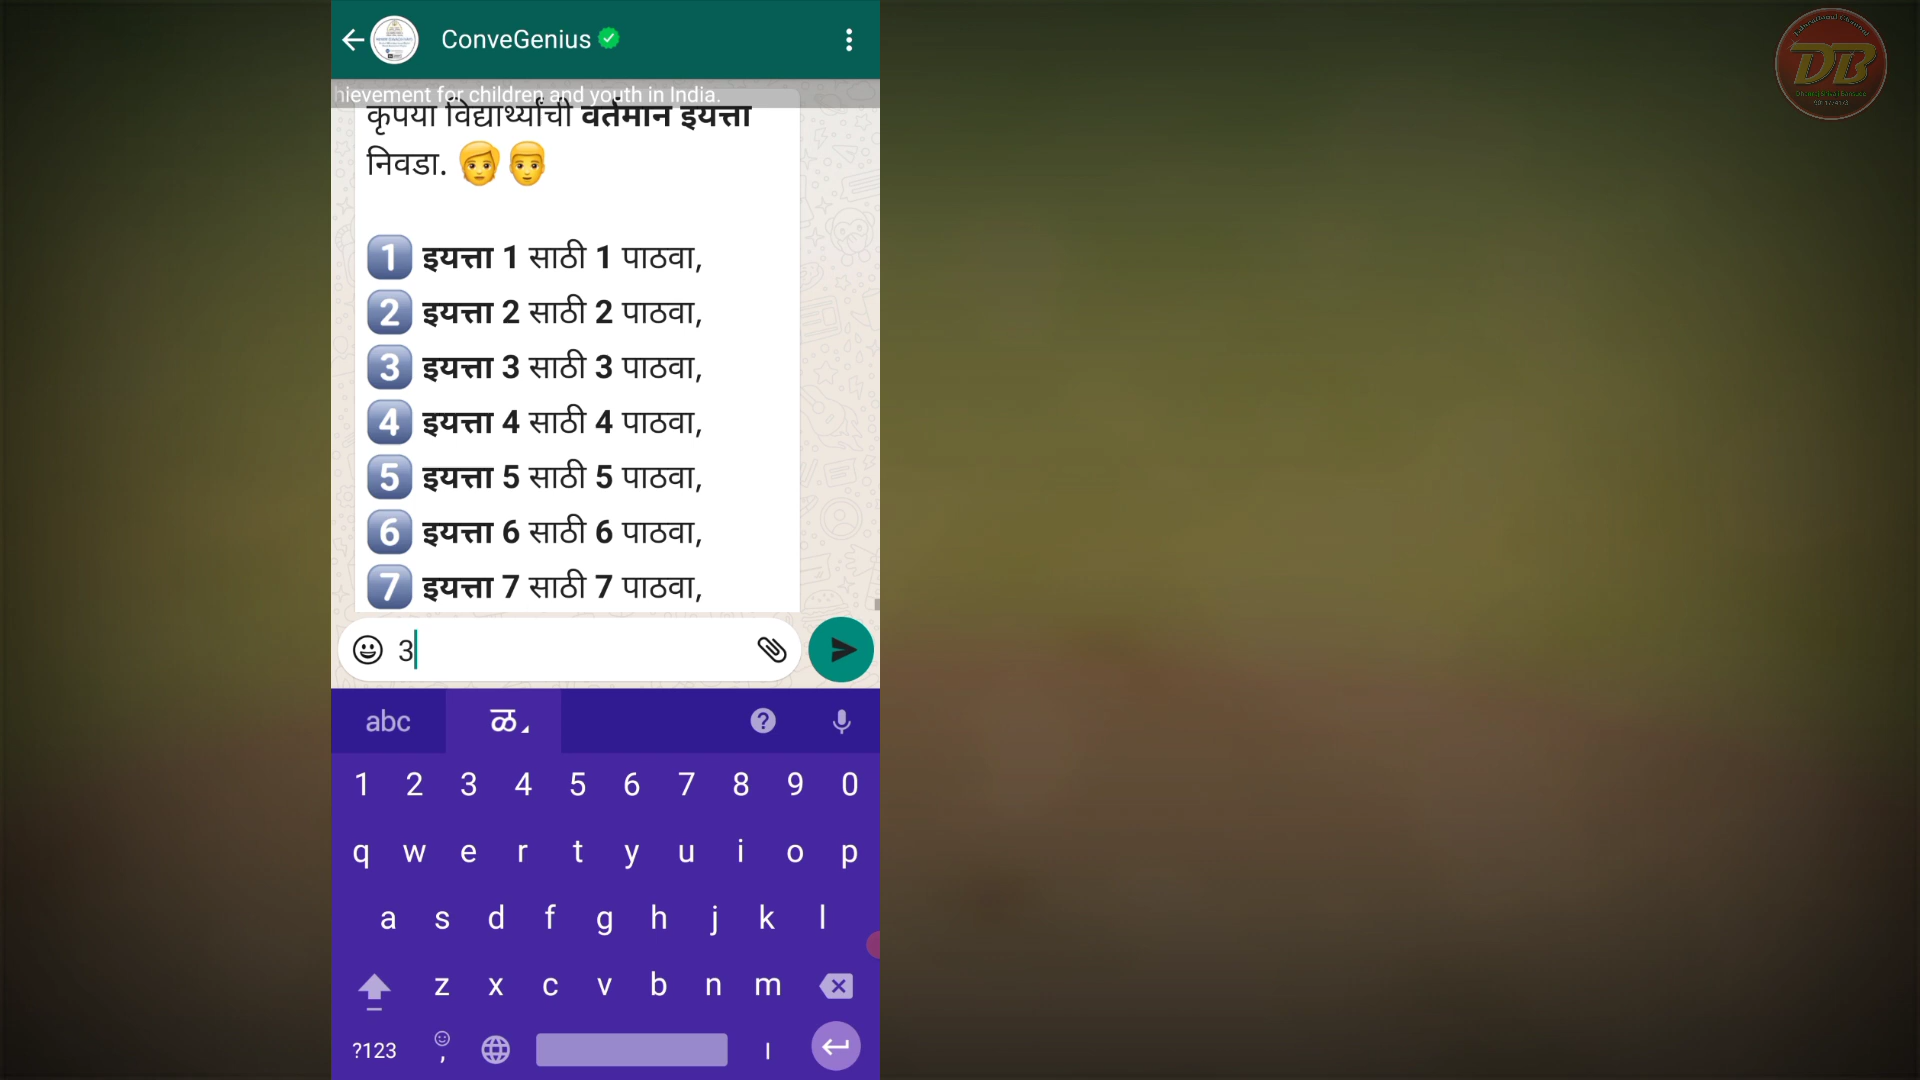 ConveGenius
hievement for children and youth in India.
कृपया विद्यार्थ्यांची वर्तमान इयत्ता
निवडा.
1 इयत्ता 1 साठी 1 पाठवा,
2 इयत्ता 2 साठी 2 पाठवा,
3 इयत्ता 3 साठी 3 पाठवा,
4 इयत्ता 4 साठी 4 पाठवा,
5 इयत्ता 5 साठी 5 पाठवा,
6 इयत्ता 6 साठी 6 पाठवा,
7 इयत्ता 7 साठी 7 पाठवा,
3
abc ळ
1 2 3 4 5 6 7 8 9 0
q w e r t y u i o p
a s d f g h j k l
z x c v b n m
?123 , ।
Educational Channel
DB